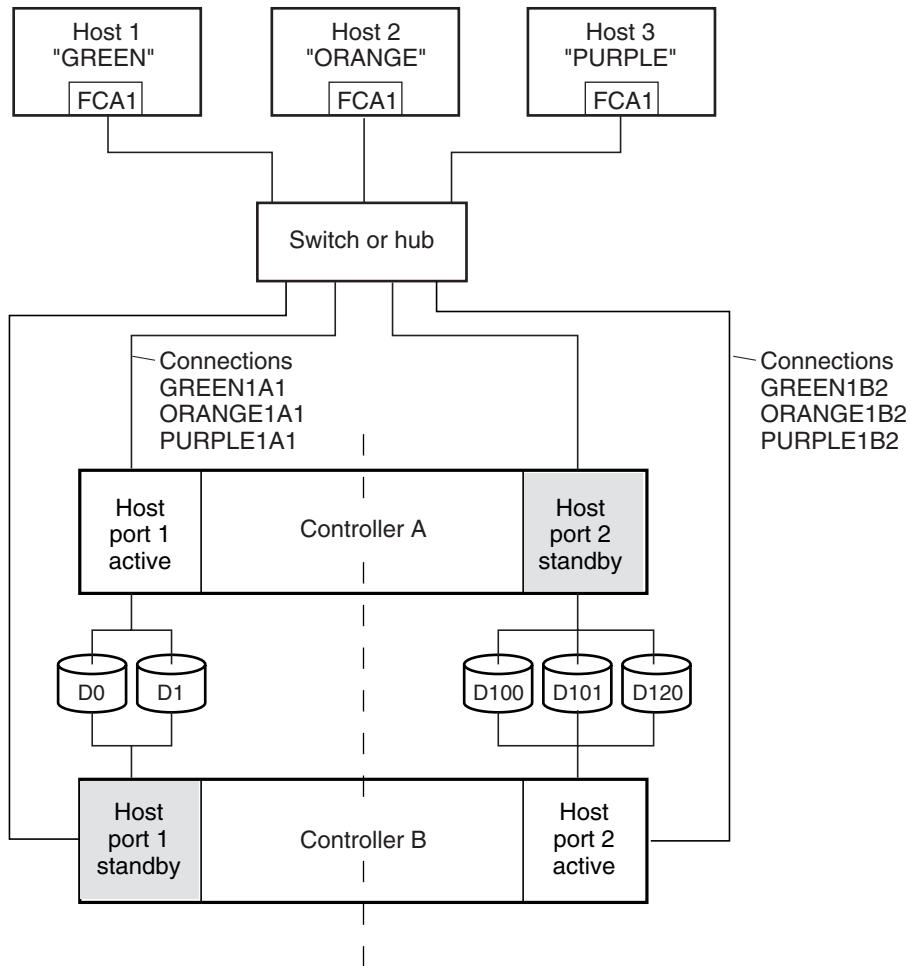 Host 1
"GREEN"
FCA1
Host 2
"ORANGE"
FCA1
Host 3
"PURPLE"
FCA1
Switch or hub
Connections
GREEN1A1
ORANGE1A1
PURPLE1A1
Connections
GREEN1B2
ORANGE1B2
PURPLE1B2
Host
port 1
active
Controller A
Host
port 2
standby
D0
D1
D100
D101
D120
Host
port 1
standby
Controller B
Host
port 2
active